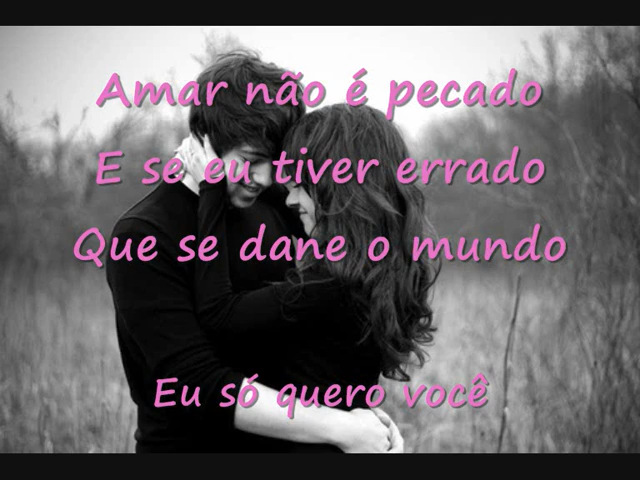 Amar não é pecado
E se eu tiver errado
Que se dane o mundo
Eu só quero você